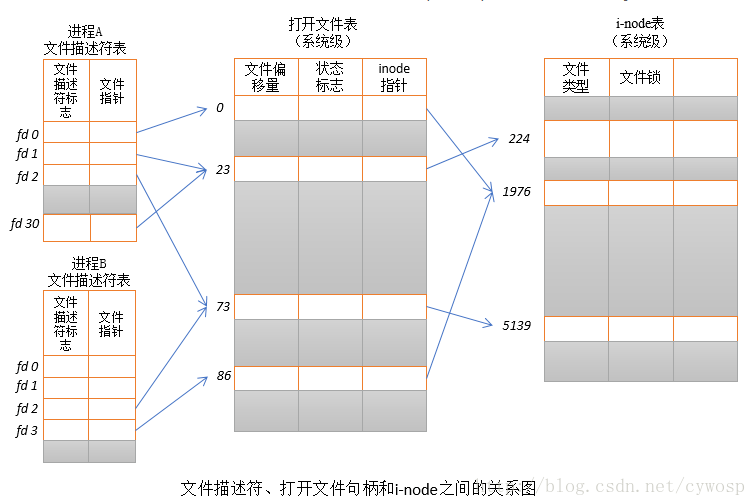 进程A
文件描述符表
文件
描述
符标
志
文件
指针
fd 0
fd 1
fd 2
fd 30
进程B
文件描述符表
文件
描述
符标
志
文件
指针
fd 0
fd 1
fd 2
fd 3
打开文件表
（系统级）
文件偏
移量
状态
标志
inode
指针
0
23
73
86
i-node表
（系统级）
文件
类型
文件锁
224
1976
5139
文件描述符、打开文件句柄和i-node之间的关系图
blog.csdn.net/cywosp